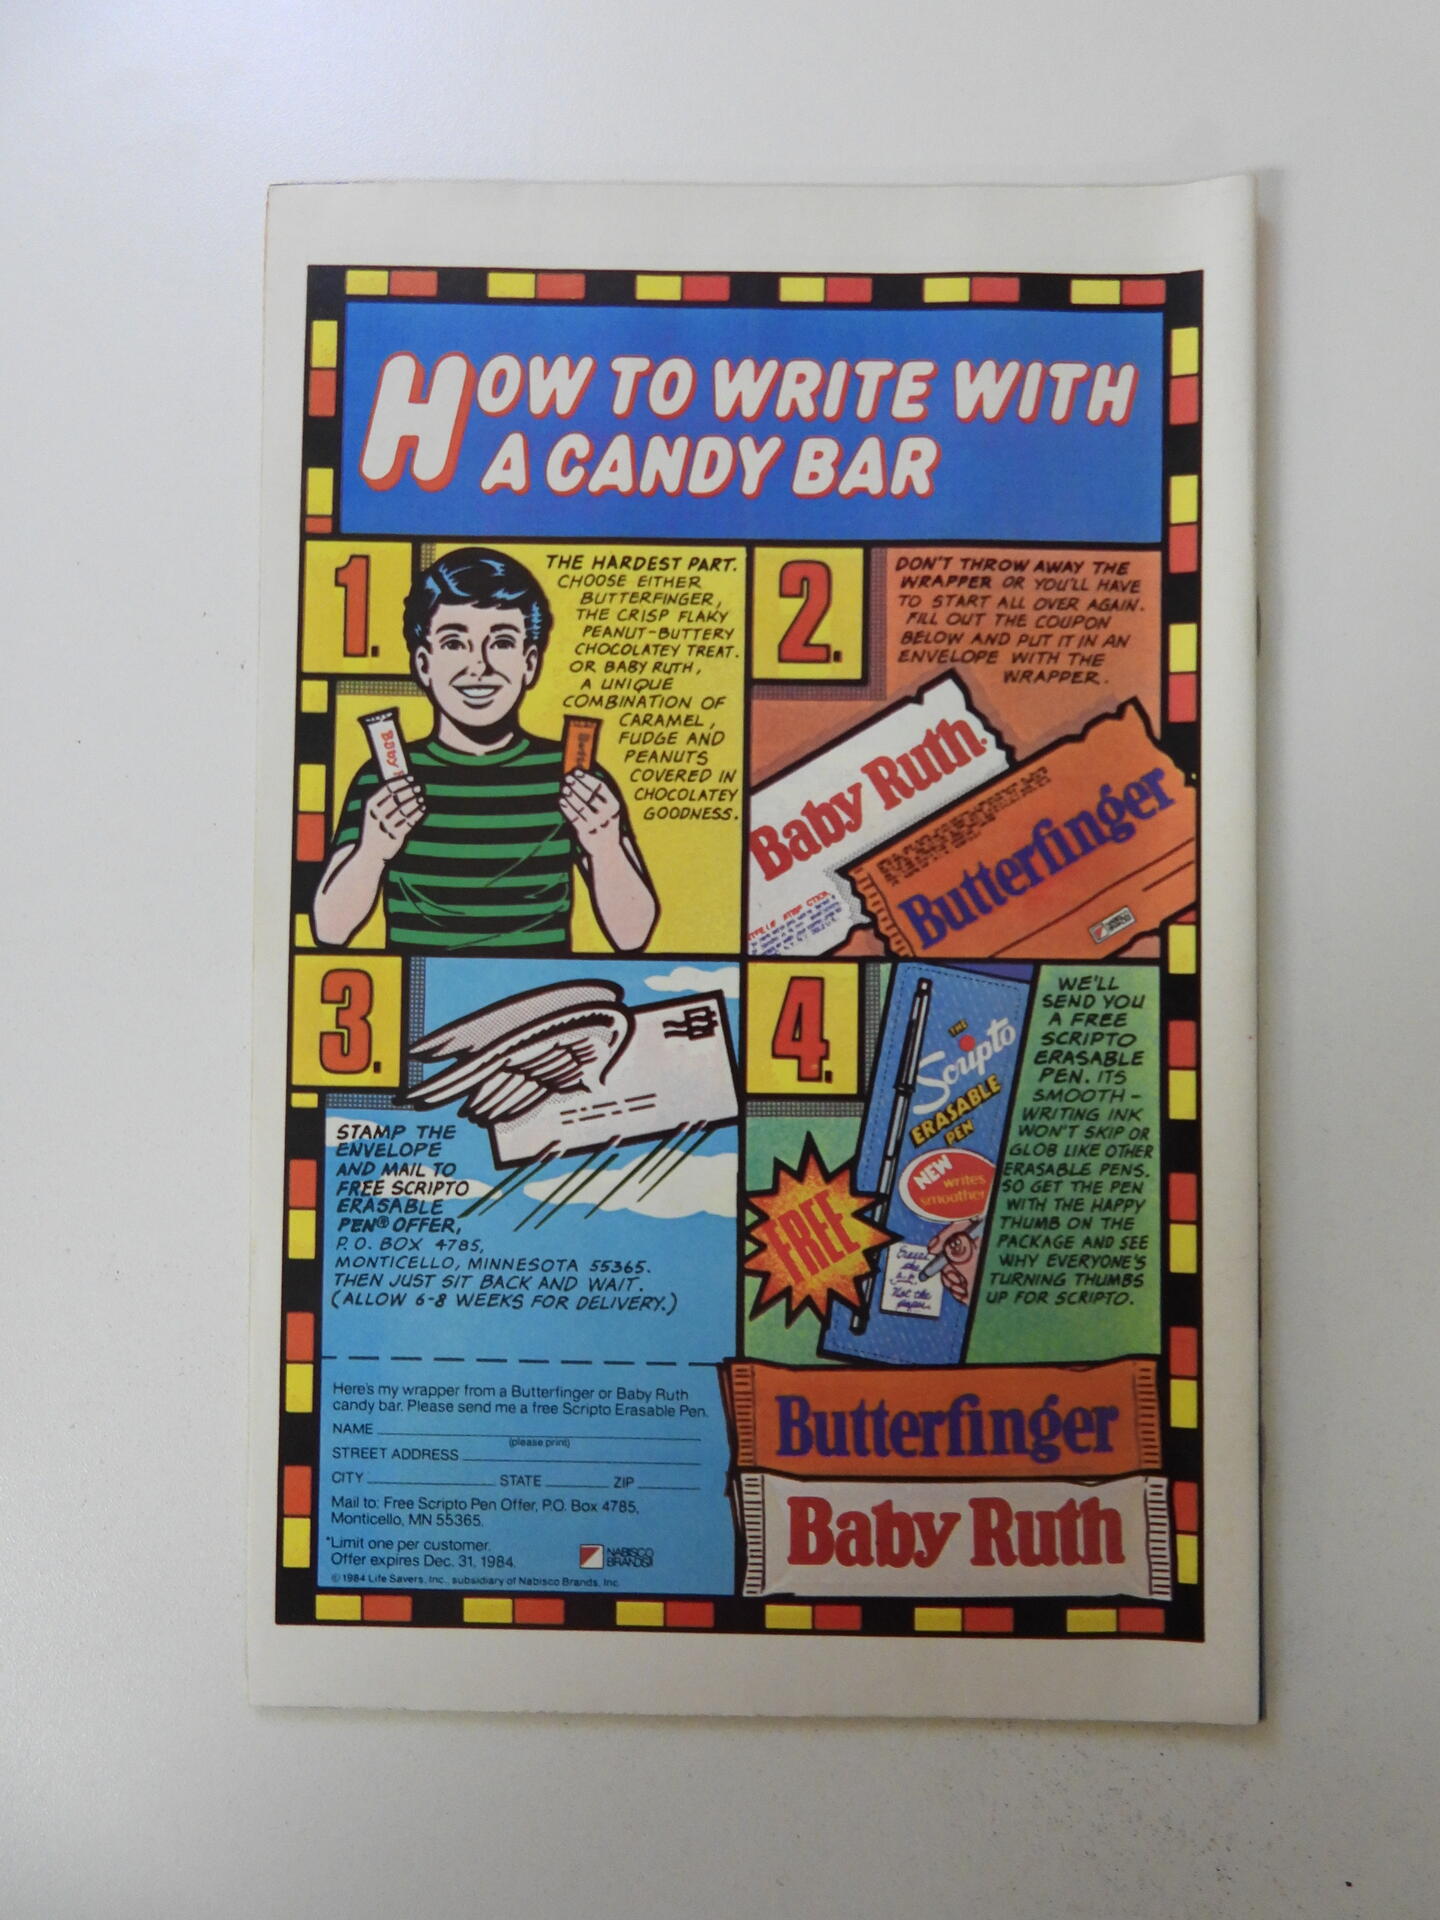 HOW TO WRITE WITH
A CANDY BAR
1.
THE HARDEST PART.
CHOOSE EITHER
BUTTERFINGER,
THE CRISP FLAKY
PEANUT-BUTTERY
CHOCOLATEY TREAT.
OR BABY RUTH,
A UNIQUE
COMBINATION OF
CARAMEL,
FUDGE AND
PEANUTS
COVERED IN
CHOCOLATEY
GOODNESS.
Baby
2.
DON'T THROW AWAY THE
WRAPPER OR YOU'LL HAVE
TO START ALL OVER AGAIN.
FILL OUT THE COUPON
BELOW AND PUT IT IN AN
ENVELOPE WITH THE
WRAPPER.
Baby Ruth
Butterfinger
3.
STAMP THE
ENVELOPE
AND MAIL TO
FREE SCRIPTO
ERASABLE
PEN® OFFER,
P.O. BOX 4785,
MONTICELLO, MINNESOTA 55365.
THEN JUST SIT BACK AND WAIT.
(ALLOW 6-8 WEEKS FOR DELIVERY.)
4.
THE
Scripto
ERASABLE
PEN
NEW
writes
smoother
FREE
WE'LL
SEND YOU
A FREE
SCRIPTO
ERASABLE
PEN. ITS
SMOOTH-
WRITING INK
WON'T SKIP OR
GLOB LIKE OTHER
ERASABLE PENS.
SO GET THE PEN
WITH THE HAPPY
THUMB ON THE
PACKAGE AND SEE
WHY EVERYONE'S
TURNING THUMBS
UP FOR SCRIPTO.
Here's my wrapper from a Butterfinger or Baby Ruth
candy bar. Please send me a free Scripto Erasable Pen.
NAME
(please print)
STREET ADDRESS
CITY STATE ZIP
Mail to: Free Scripto Pen Offer, P.O. Box 4785,
Monticello, MN 55365.
*Limit one per customer.
Offer expires Dec. 31, 1984.
NABISCO
BRANDS
© 1984 Life Savers, Inc., subsidiary of Nabisco Brands, Inc.
Butterfinger
Baby Ruth